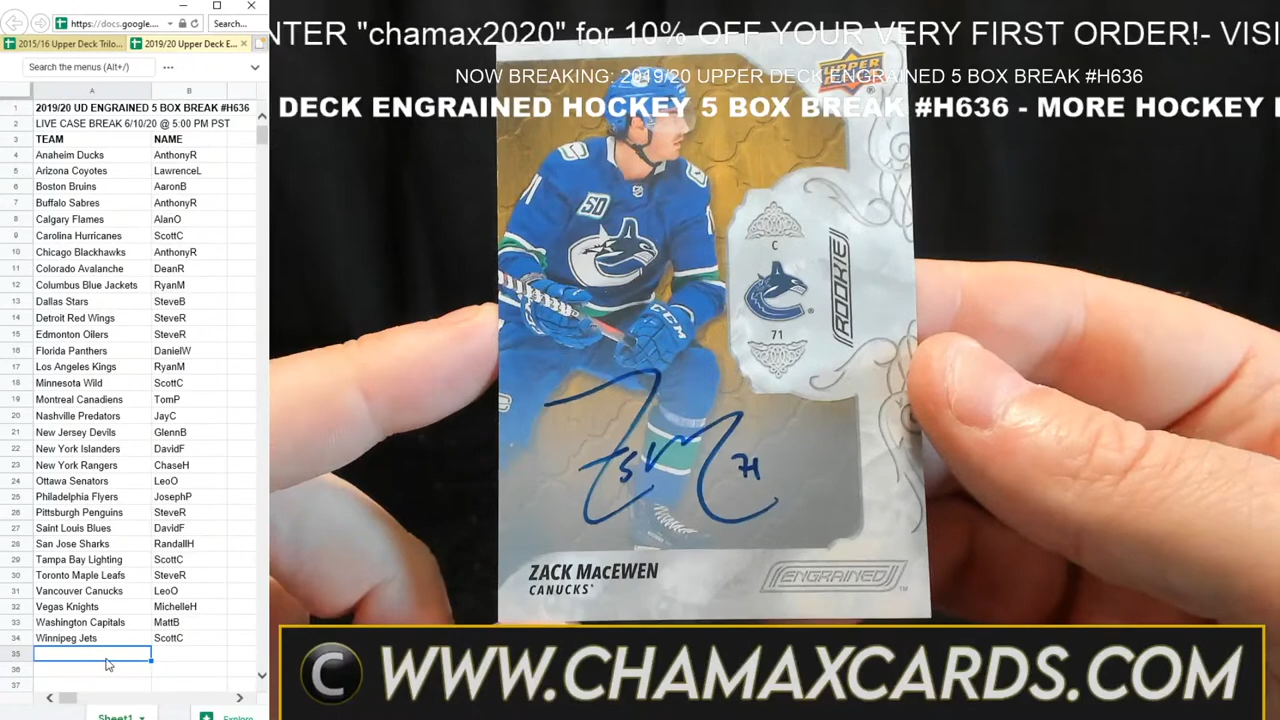 https://docs.google....
Search...
2015/16 Upper Deck Trilo...
2019/20 Upper Deck E...
Search the menus (Alt+/)
A B
1 2019/20 UD ENGRAINED 5 BOX BREAK #H636
2 LIVE CASE BREAK 6/10/20 @ 5:00 PM PST
3 TEAM NAME
4 Anaheim Ducks AnthonyR
5 Arizona Coyotes LawrenceL
6 Boston Bruins AaronB
7 Buffalo Sabres AnthonyR
8 Calgary Flames AlanO
9 Carolina Hurricanes ScottC
10 Chicago Blackhawks AnthonyR
11 Colorado Avalanche DeanR
12 Columbus Blue Jackets RyanM
13 Dallas Stars SteveB
14 Detroit Red Wings SteveR
15 Edmonton Oilers SteveR
16 Florida Panthers DanielW
17 Los Angeles Kings RyanM
18 Minnesota Wild ScottC
19 Montreal Canadiens TomP
20 Nashville Predators JayC
21 New Jersey Devils GlennB
22 New York Islanders DavidF
23 New York Rangers ChaseH
24 Ottawa Senators LeoO
25 Philadelphia Flyers JosephP
26 Pittsburgh Penguins SteveR
27 Saint Louis Blues DavidF
28 San Jose Sharks RandallH
29 Tampa Bay Lighting ScottC
30 Toronto Maple Leafs SteveR
31 Vancouver Canucks LeoO
32 Vegas Knights MichelleH
33 Washington Capitals MattB
34 Winnipeg Jets ScottC
35
36
37
Sheet1
Explore
NTER "chamax2020" for 10% OFF YOUR VERY FIRST ORDER!- VISI
NOW BREAKING: 2019/20 UPPER DECK ENGRAINED 5 BOX BREAK #H636
DECK ENGRAINED HOCKEY 5 BOX BREAK #H636 - MORE HOCKEY
UPPER DECK
50
CCM
C
71
ROOKIE
71
ZACK MacEWEN
CANUCKS
ENGRAINED
TM
C WWW.CHAMAXCARDS.COM